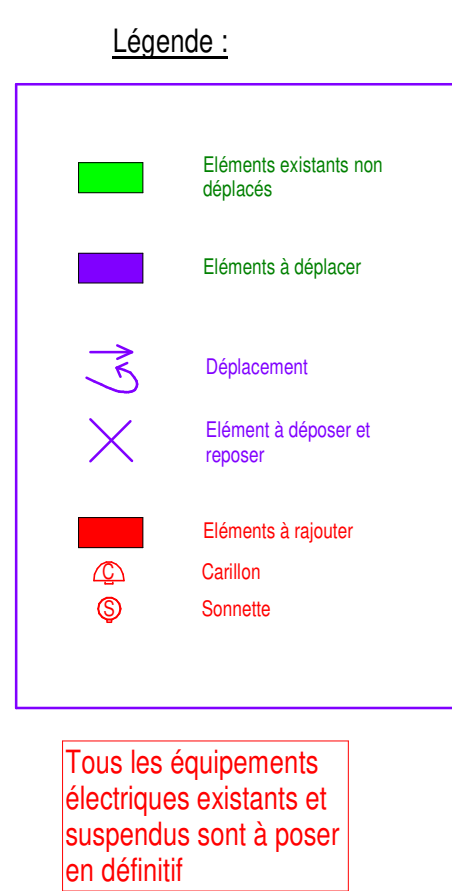 Légende :
Eléments existants non
déplacés
Eléments à déplacer
Déplacement
Elément à déposer et
reposer
Eléments à rajouter
C Carillon
S Sonnette
Tous les équipements
électriques existants et
suspendus sont à poser
en définitif